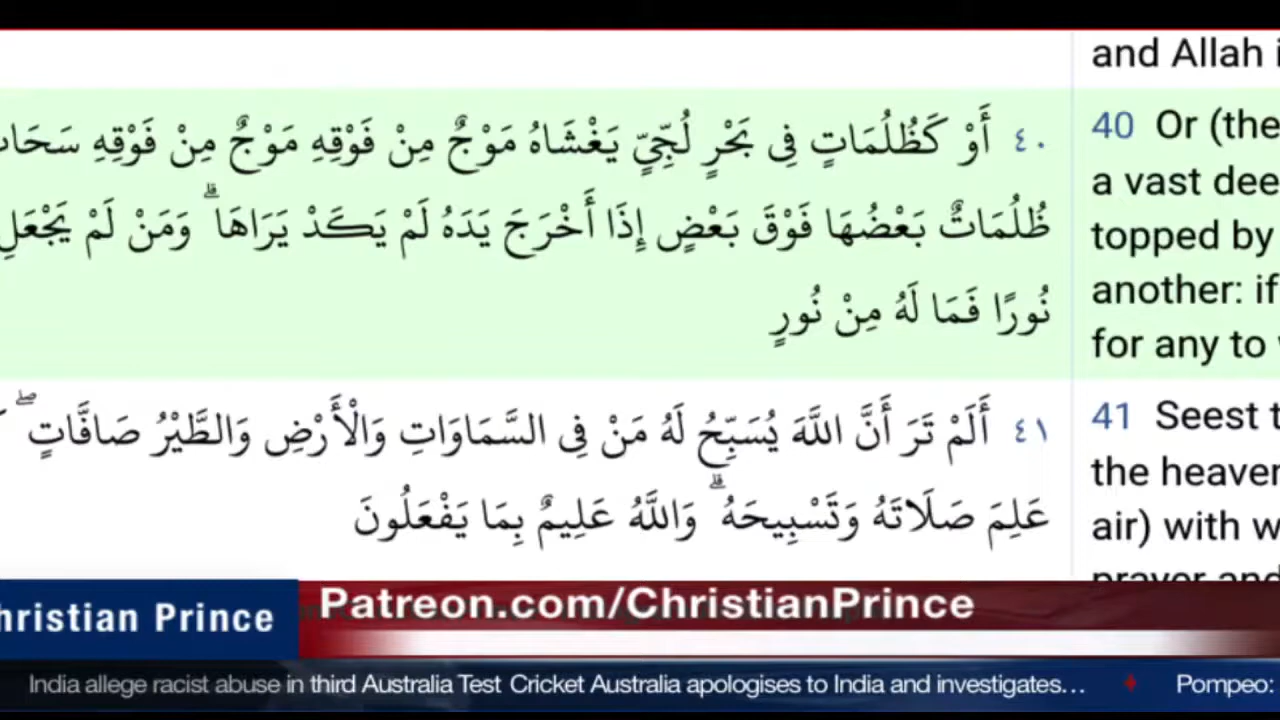 and Allah i
٤٠ أَوْ كَظُلُمَاتٍ فِى بَحْرٍ لُجِّيٍّ يَغْشَاهُ مَوْجٌ مِنْ فَوْقِهِ مَوْجٌ مِنْ فَوْقِهِ سَحَا
ظُلُمَاتٌ بَعْضُهَا فَوْقَ بَعْضٍ إِذَا أَخْرَجَ يَدَهُ لَمْ يَكَدْ يَرَاهَا ۗ وَمَنْ لَمْ يَجْعَلِ
نُورًا فَمَا لَهُ مِنْ نُورٍ
40 Or (the
a vast dee
topped by
another: if
for any to
٤١ أَلَمْ تَرَ أَنَّ اللَّهَ يُسَبِّحُ لَهُ مَنْ فِى السَّمَاوَاتِ وَالْأَرْضِ وَالطَّيْرُ صَافَّاتٍ ۖ
عَلِمَ صَلَاتَهُ وَتَسْبِيحَهُ ۗ وَاللَّهُ عَلِيمٌ بِمَا يَفْعَلُونَ
41 Seest t
the heaven
air) with w
prayer and
hristian Prince
Patreon.com/ChristianPrince
India allege racist abuse in third Australia Test Cricket Australia apologises to India and investigates... Pompeo: